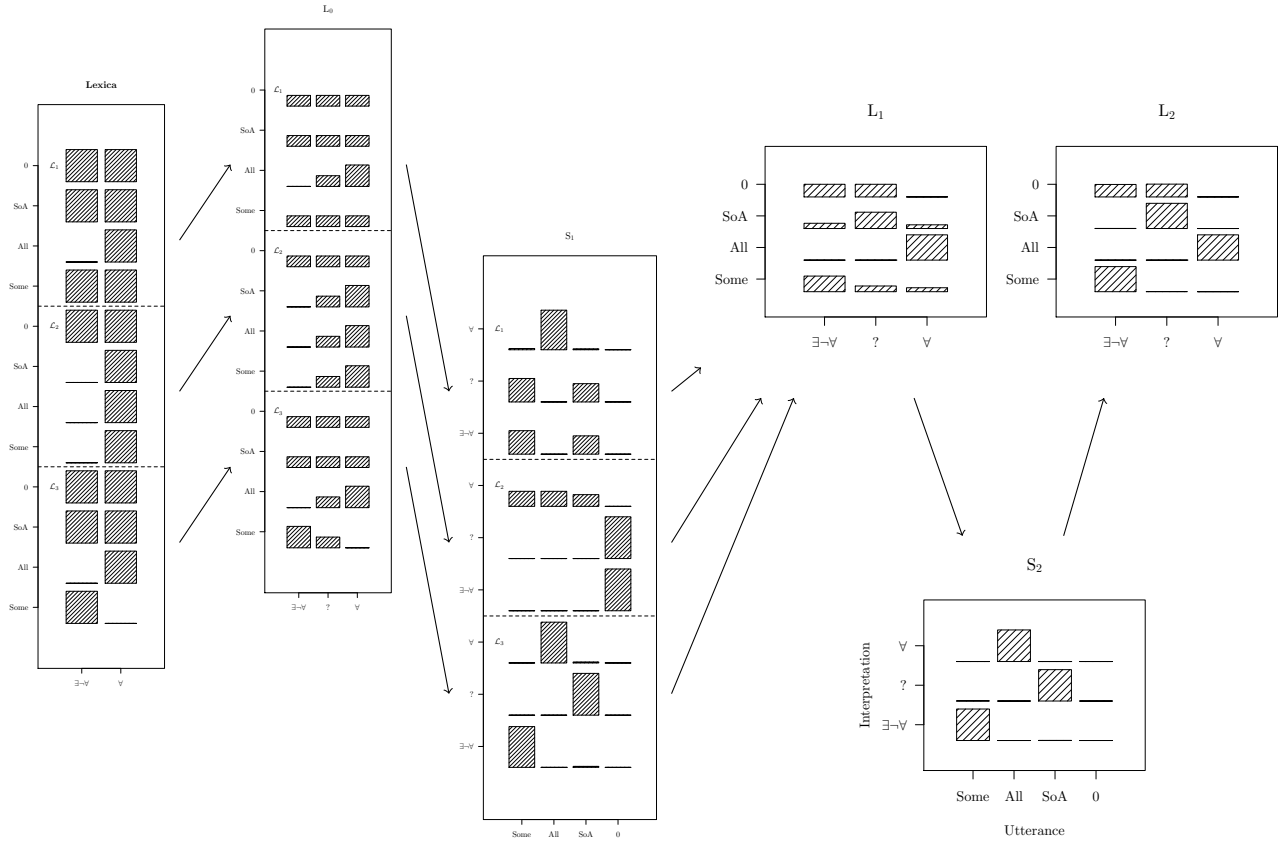 Lexica
0 ℒ₁
SoA
All
Some
0 ℒ₂
SoA
All
Some
0 ℒ₃
SoA
All
Some
∃¬∀ ∀
L₀
0 ℒ₁
SoA
All
Some
0 ℒ₂
SoA
All
Some
0 ℒ₃
SoA
All
Some
∃¬∀ ? ∀
S₁
∀ ℒ₁
?
∃¬∀
∀ ℒ₂
?
∃¬∀
∀ ℒ₃
?
∃¬∀
Some All SoA 0
L₁
0
SoA
All
Some
∃¬∀ ? ∀
L₂
0
SoA
All
Some
∃¬∀ ? ∀
S₂
Interpretation
∀
?
∃¬∀
Some All SoA 0
Utterance